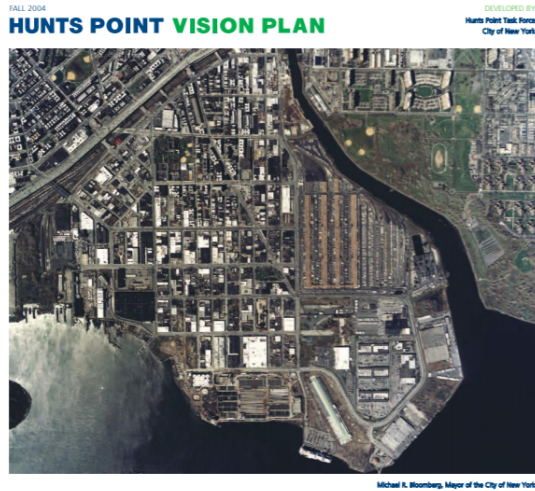 FALL 2004
DEVELOPED BY
HUNTS POINT VISION PLAN
Hunts Point Task Force
City of New York
Michael R. Bloomberg, Mayor of the City of New York